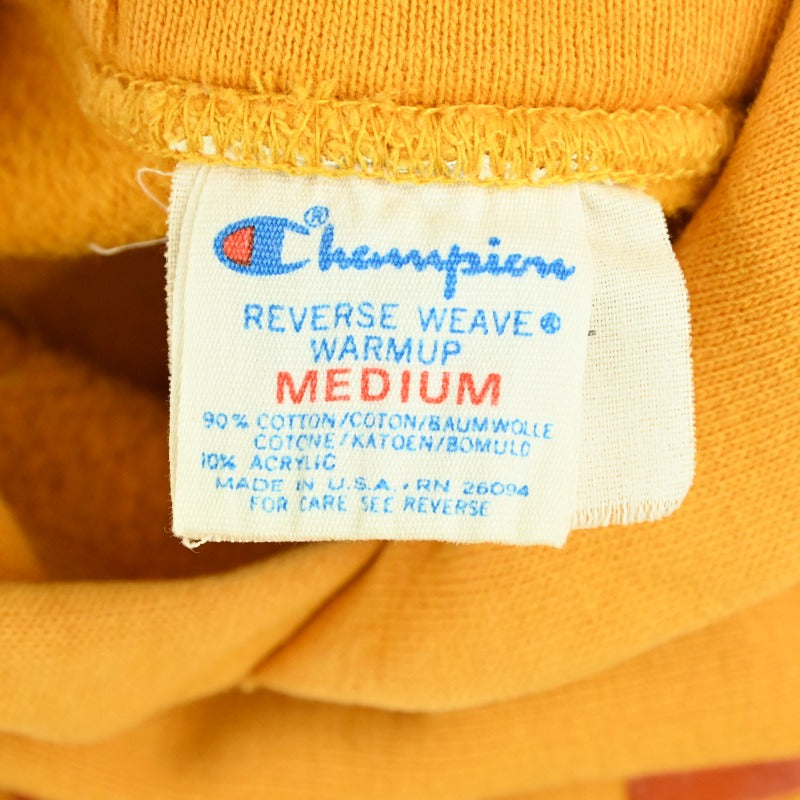 Champion®
REVERSE WEAVE®
WARMUP
MEDIUM
90% COTTON/COTON/BAUMWOLLE
COTONE/KATOEN/BOMULD
10% ACRYLIC
MADE IN U.S.A. • RN 26094
FOR CARE SEE REVERSE